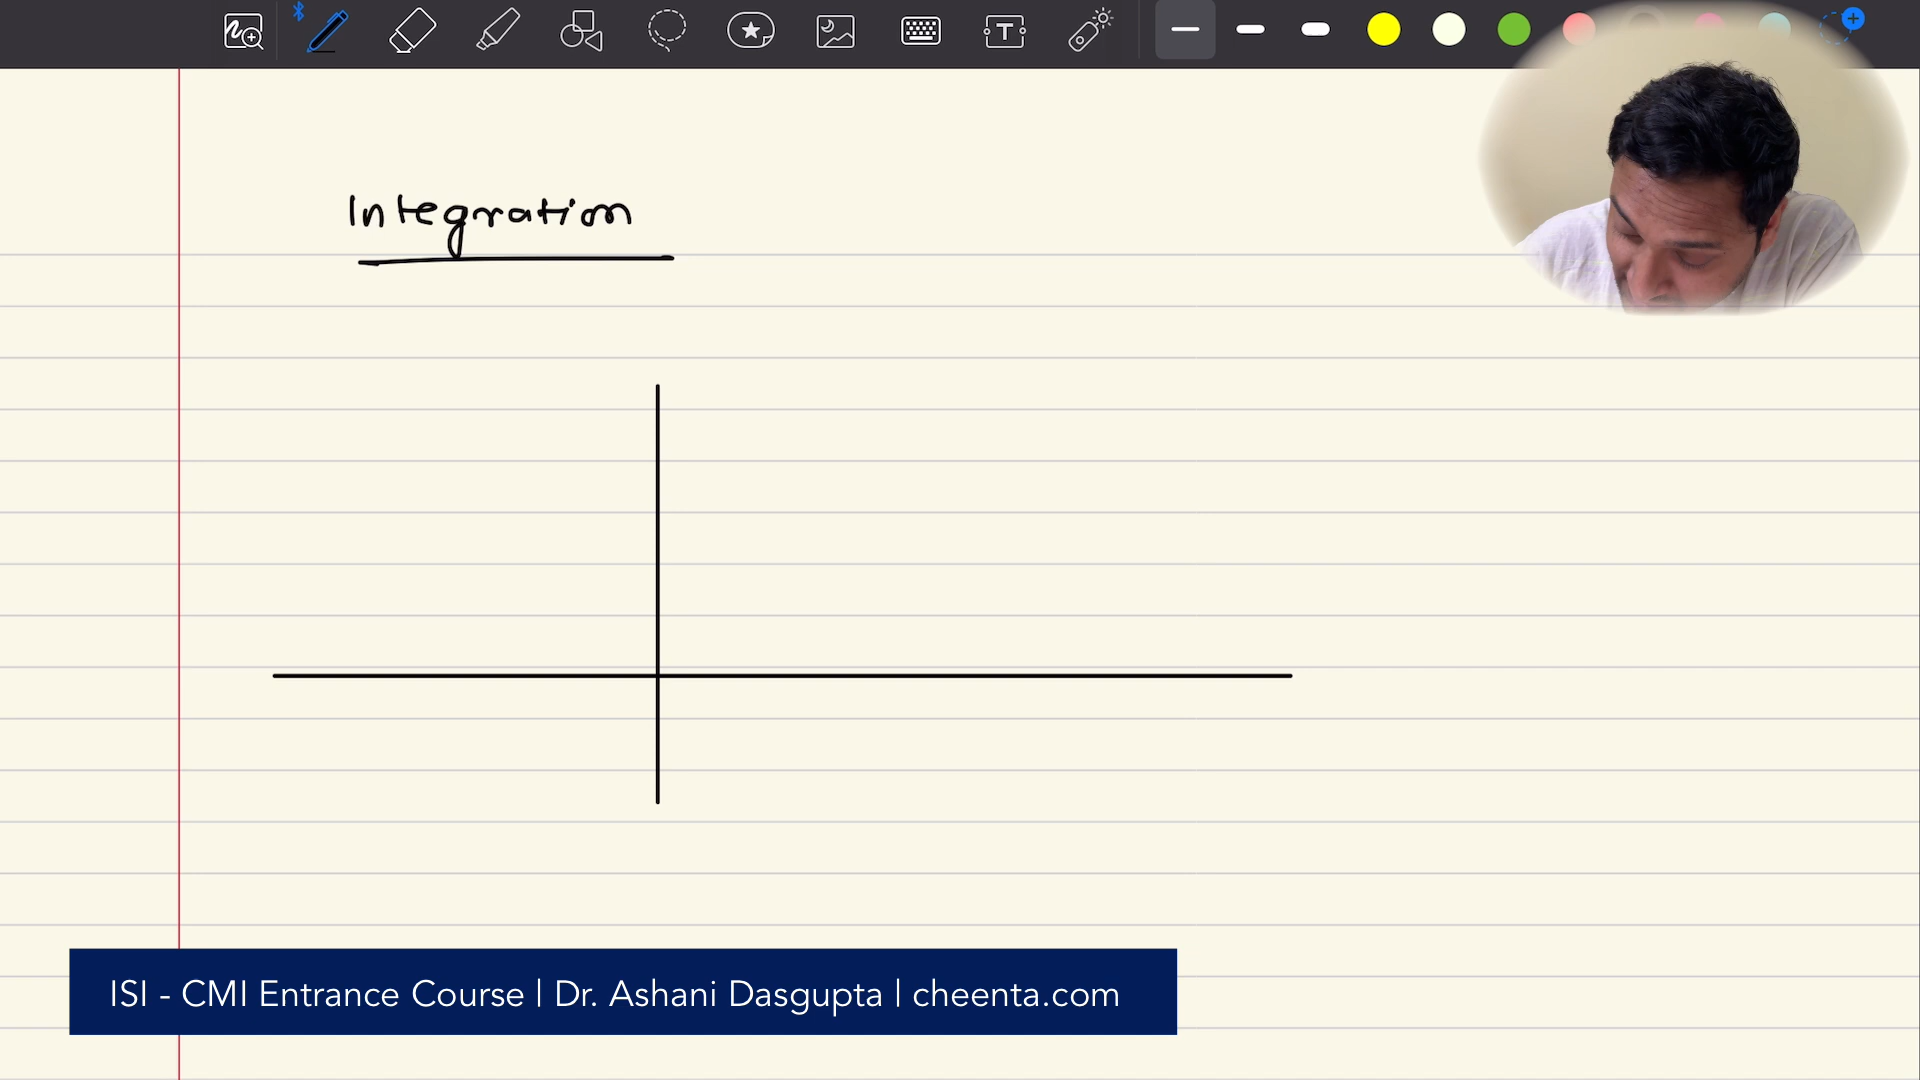 Integration
ISI - CMI Entrance Course | Dr. Ashani Dasgupta | cheenta.com